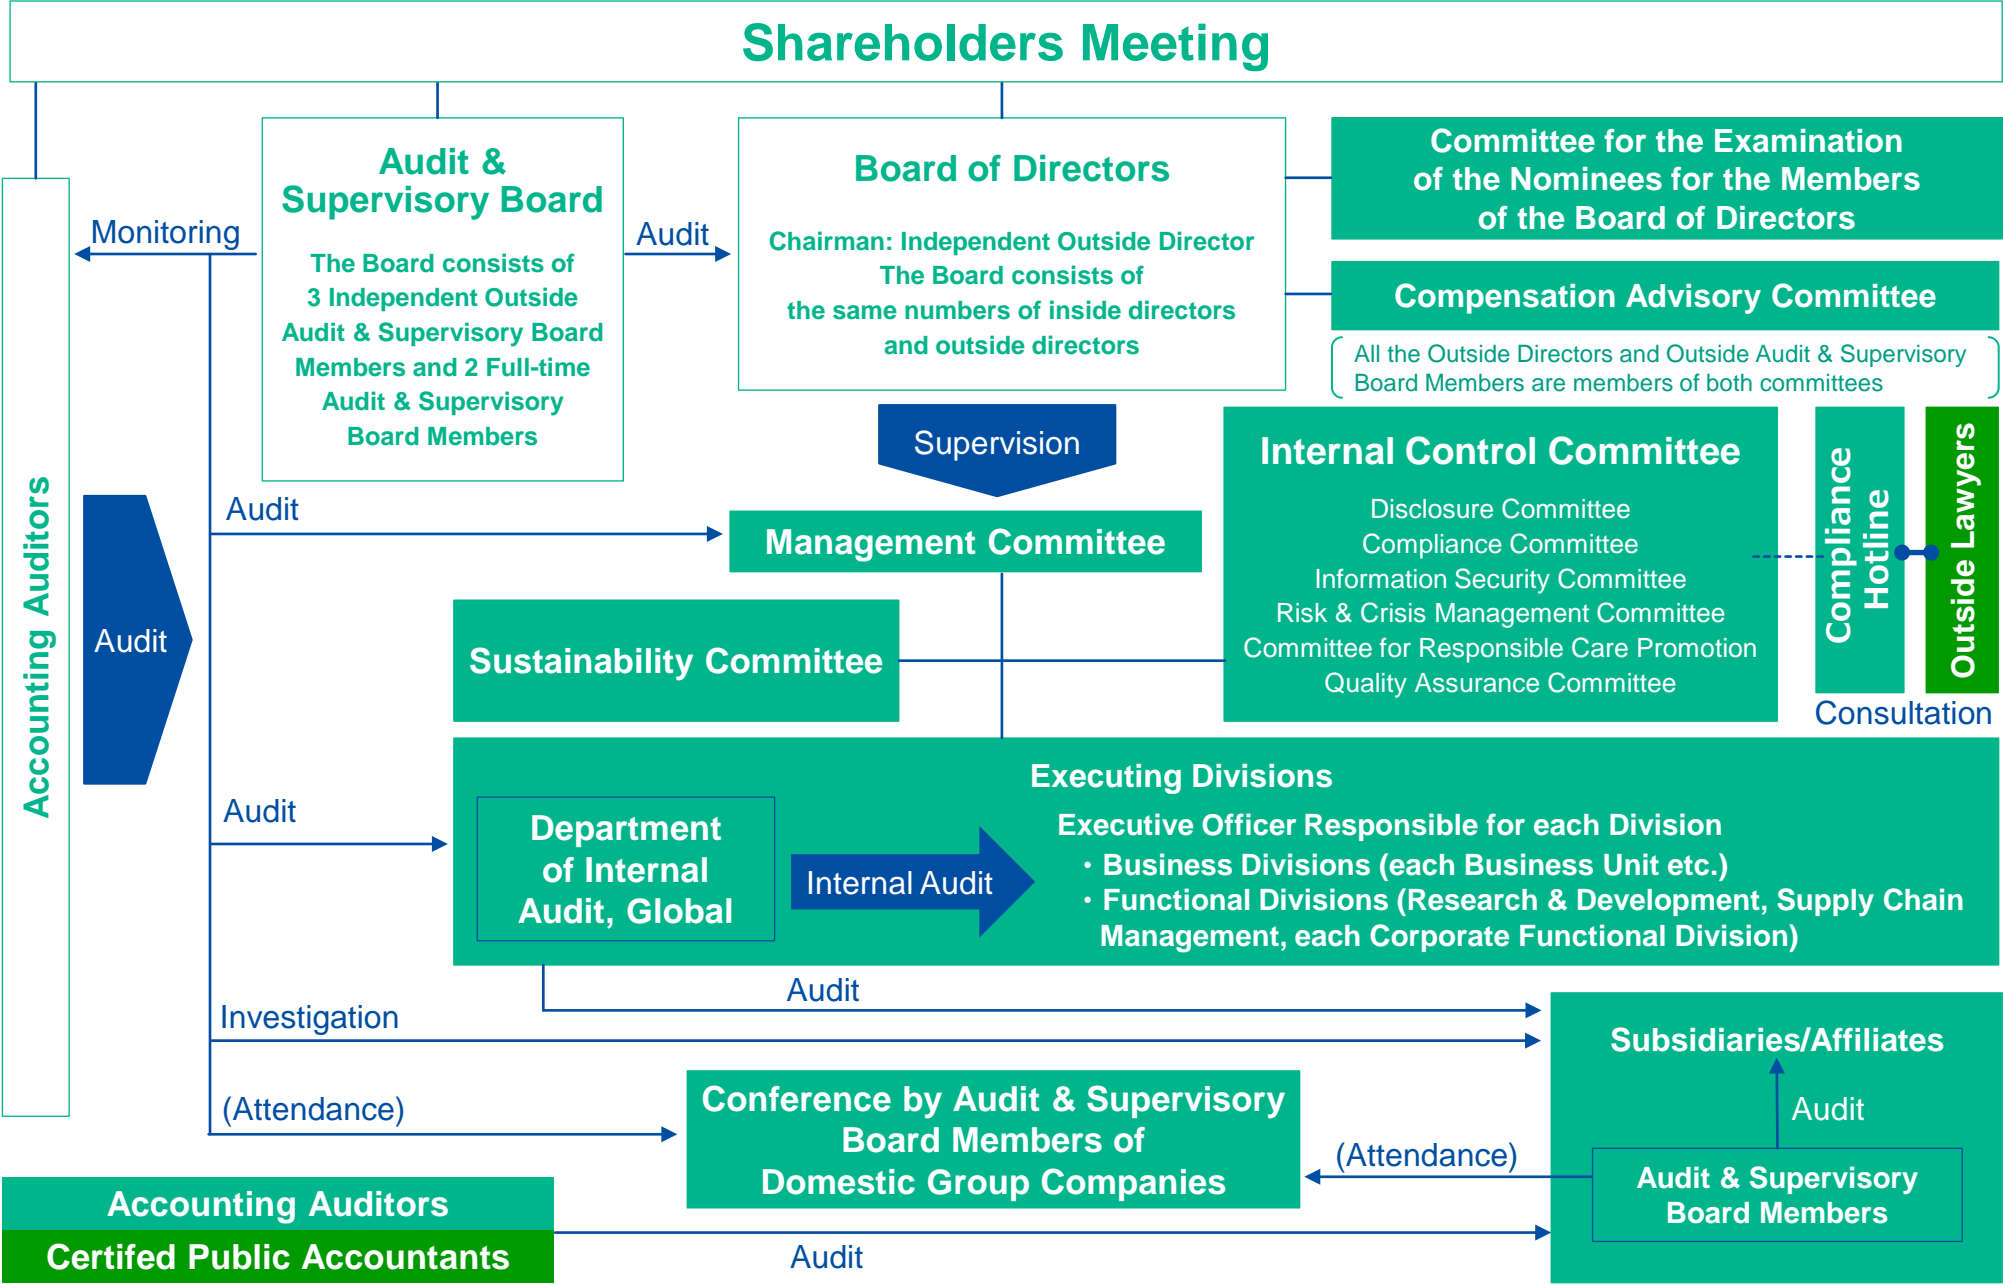 Shareholders Meeting
Audit &
Supervisory Board
The Board consists of
3 Independent Outside
Audit & Supervisory Board
Members and 2 Full-time
Audit & Supervisory
Board Members
Monitoring
Audit
Board of Directors
Chairman: Independent Outside Director
The Board consists of
the same numbers of inside directors
and outside directors
Committee for the Examination
of the Nominees for the Members
of the Board of Directors
Compensation Advisory Committee
All the Outside Directors and Outside Audit & Supervisory
Board Members are members of both committees
Accounting Auditors
Audit
Supervision
Audit
Management Committee
Internal Control Committee
Disclosure Committee
Compliance Committee
Information Security Committee
Risk & Crisis Management Committee
Committee for Responsible Care Promotion
Quality Assurance Committee
Compliance
Hotline
Outside Lawyers
Consultation
Sustainability Committee
Audit
Executing Divisions
Department
of Internal
Audit, Global
Internal Audit
Executive Officer Responsible for each Division
・Business Divisions (each Business Unit etc.)
・Functional Divisions (Research & Development, Supply Chain
Management, each Corporate Functional Division)
Audit
Investigation
Subsidiaries/Affiliates
Audit
Audit & Supervisory
Board Members
(Attendance)
Conference by Audit & Supervisory
Board Members of
Domestic Group Companies
(Attendance)
Accounting Auditors
Certifed Public Accountants
Audit